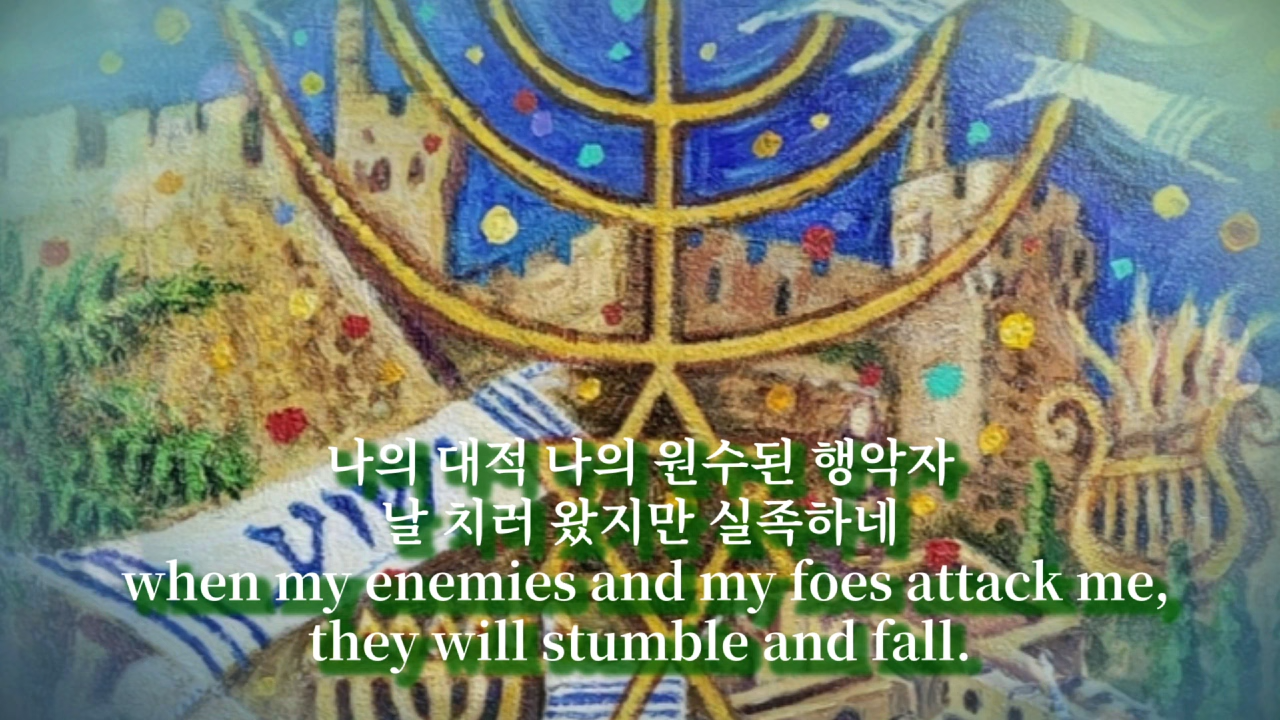 나의 대적 나의 원수된 행악자
날 치러 왔지만 실족하네
when my enemies and my foes attack me,
they will stumble and fall.